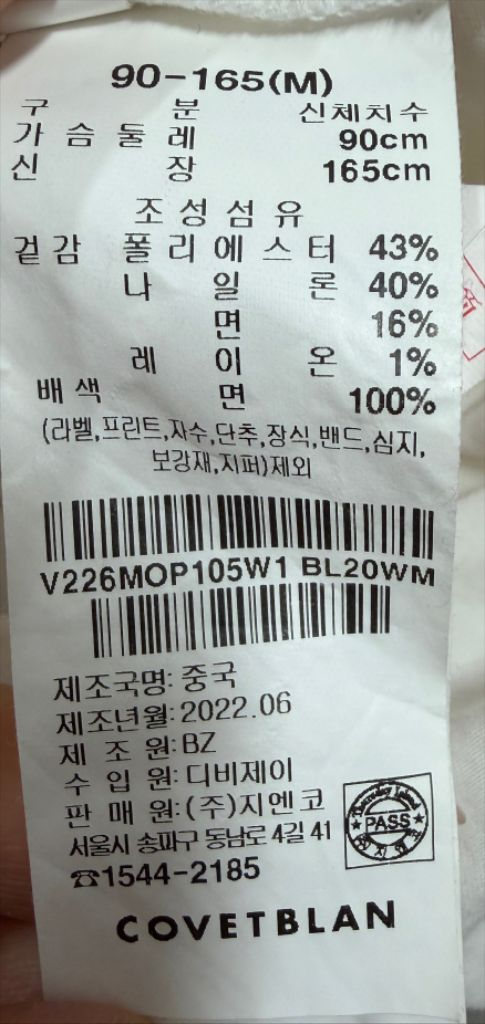 90-165(M)
구 분 신체치수
가 슴 둘 레 90cm
신 장 165cm
조 성 섬 유
겉감 폴 리 에 스 터 43%
나 일 론 40%
면 16%
레 이 온 1%
배 색 면 100%
(라벨,프린트,자수,단추,장식,밴드,심지,
보강재,지퍼)제외
V226MOP105W1 BL20WM
제조국명:중국
제조년월:2022.06
제 조 원:BZ
수 입 원:디비제이
판 매 원:(주)지엔코
서울시 송파구 동남로 4길 41
☎1544-2185
PASS
COVETBLAN